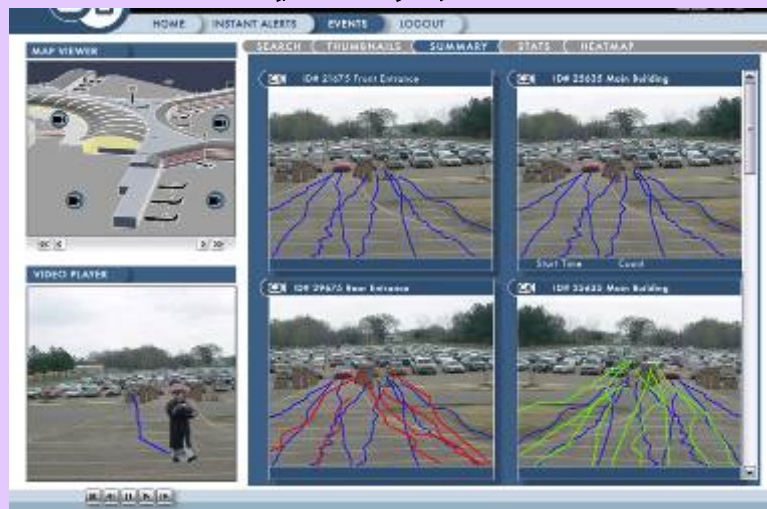 HOME INSTANT ALERTS EVENTS LOGOUT
SEARCH THUMBNAILS SUMMARY STATS HEATMAP
MAP VIEWER
ID# 21675 Front Entrance
ID# 25635 Main Building
Start Time Count
VIDEO PLAYER
ID# 29675 Rear Entrance
ID# 35635 Main Building